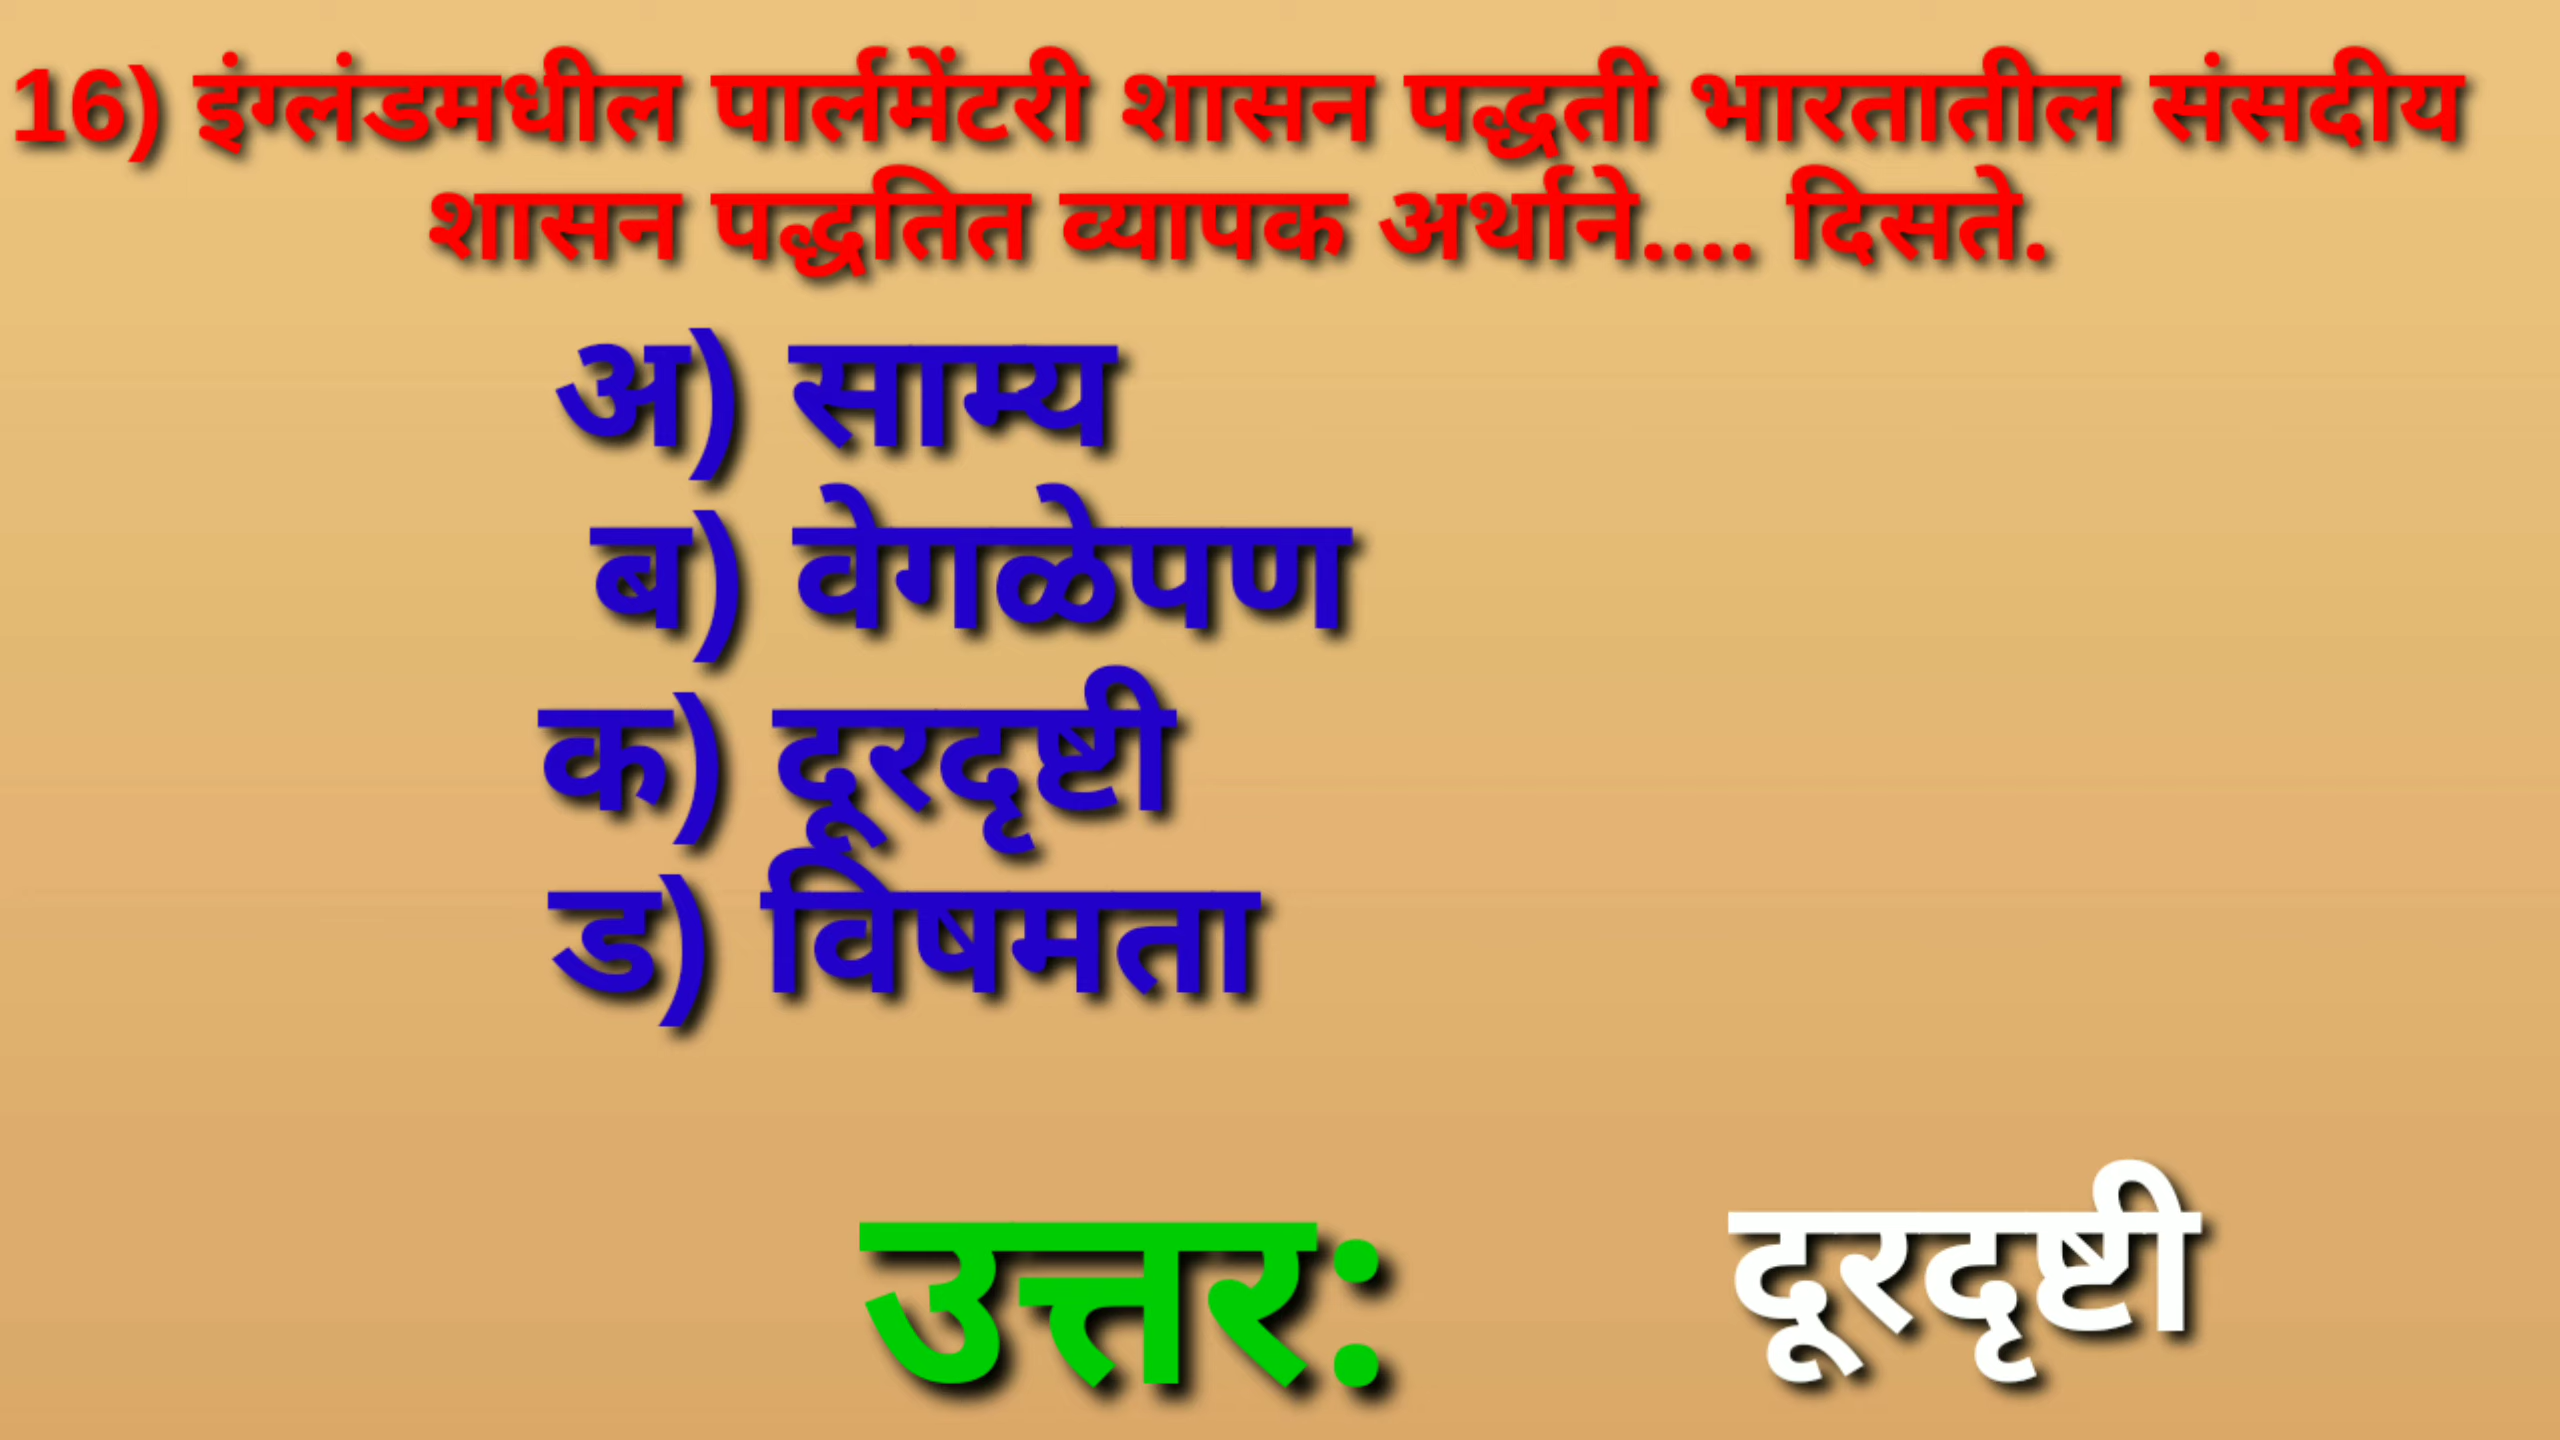 16) इंग्लंडमधील पार्लमेंटरी शासन पद्धती भारतातील संसदीय
शासन पद्धतित व्यापक अर्थाने.... दिसते.
अ) साम्य
ब) वेगळेपण
क) दूरदृष्टी
ड) विषमता
उत्तर: दूरदृष्टी